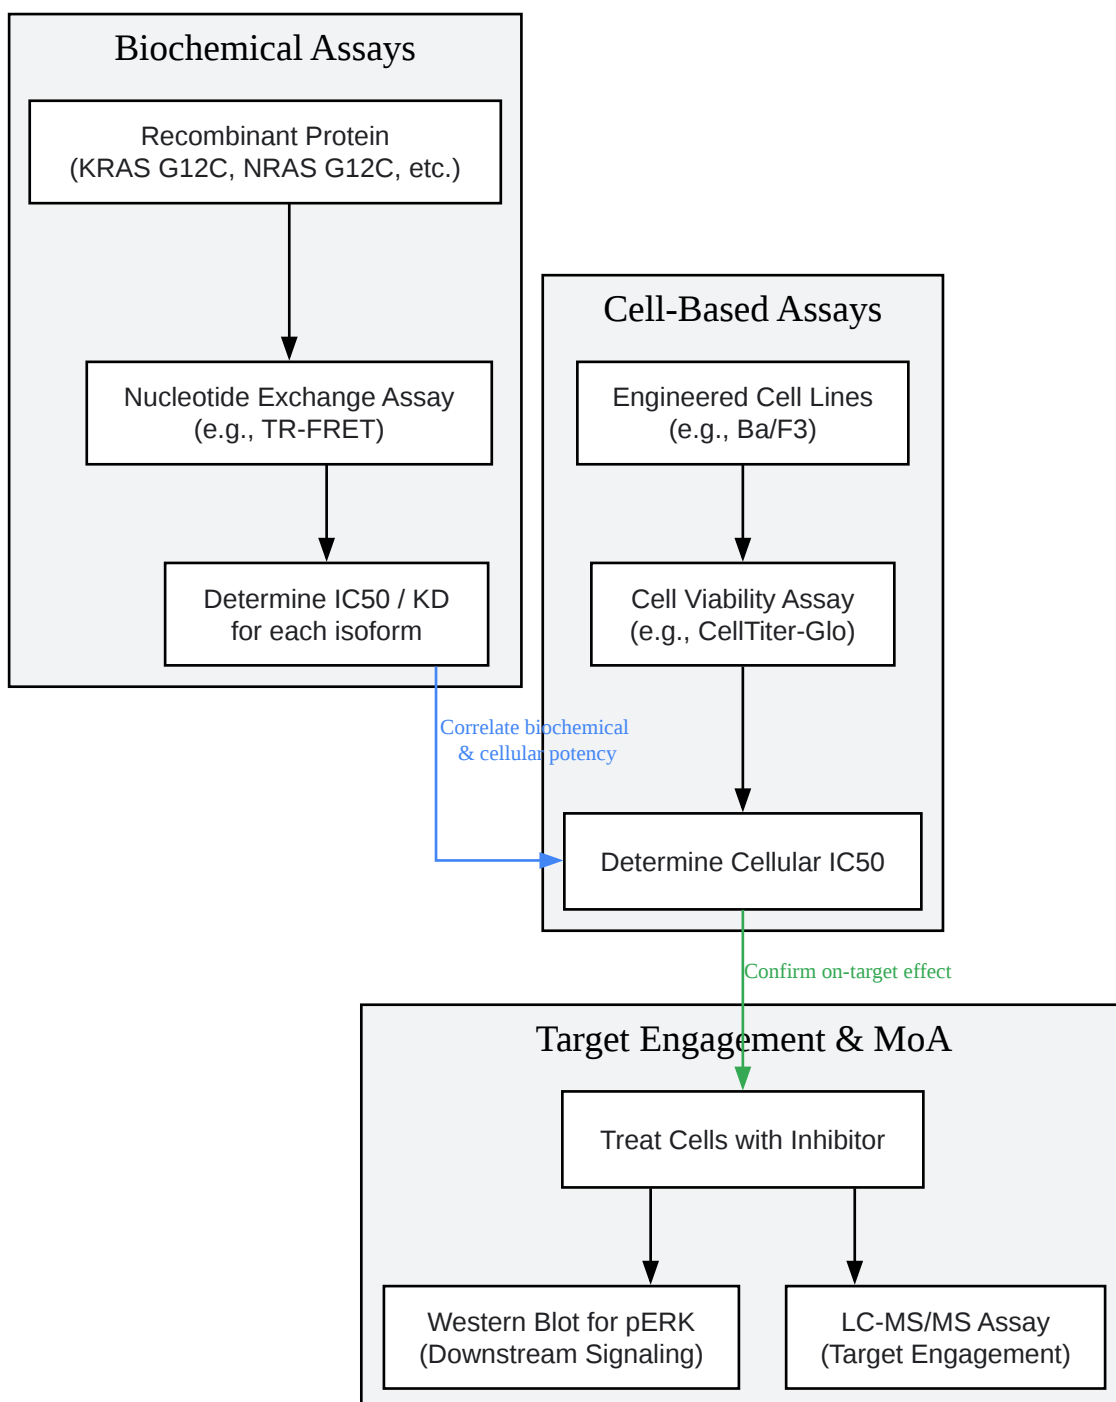 Biochemical Assays
Recombinant Protein
(KRAS G12C, NRAS G12C, etc.)
Nucleotide Exchange Assay
(e.g., TR-FRET)
Determine IC50 / KD
for each isoform
Correlate biochemical
& cellular potency
Cell-Based Assays
Engineered Cell Lines
(e.g., Ba/F3)
Cell Viability Assay
(e.g., CellTiter-Glo)
Determine Cellular IC50
Confirm on-target effect
Target Engagement & MoA
Treat Cells with Inhibitor
Western Blot for pERK
(Downstream Signaling)
LC-MS/MS Assay
(Target Engagement)